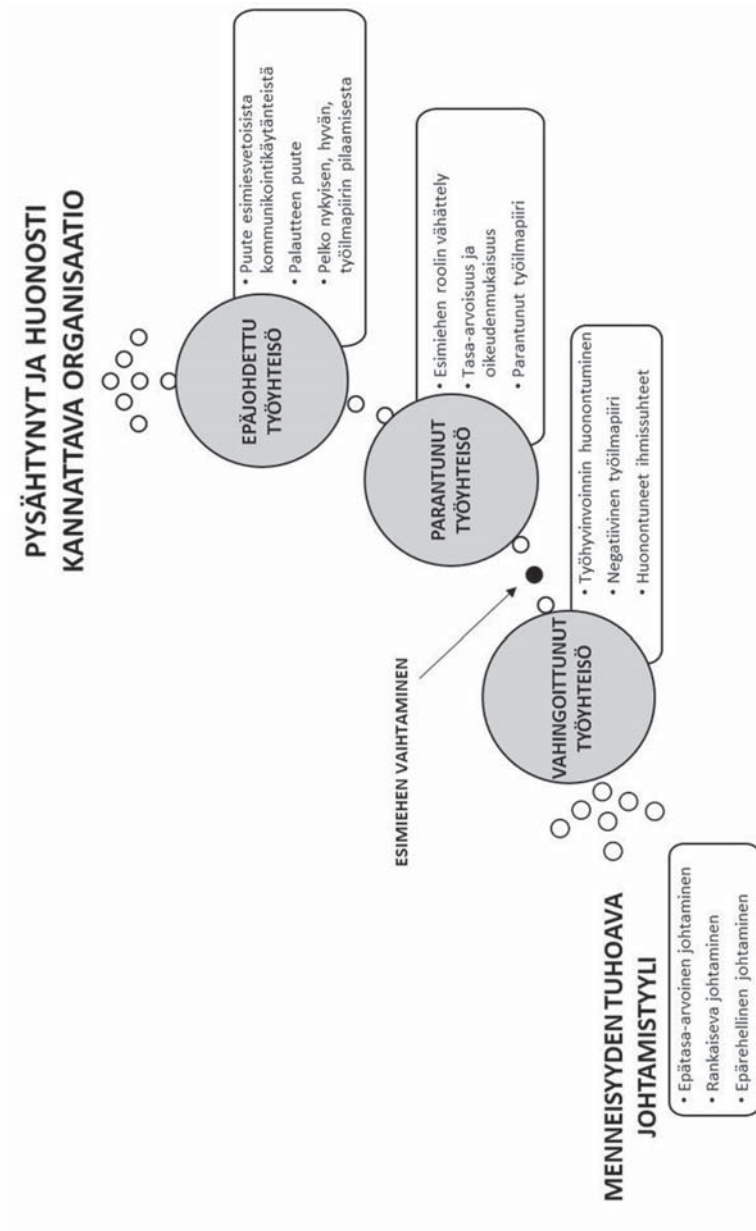 PYSÄHTYNYT JA HUONOSTI
KANNATTAVA ORGANISAATIO
EPÄJOHDETTU
TYÖYHTEISÖ
• Puute esimiesvetoisista
kommunikointikäytänteistä
• Palautteen puute
• Pelko nykyisen, hyvän,
työilmapiirin pilaamisesta
PARANTUNUT
TYÖYHTEISÖ
• Esimiehen roolin vähättely
• Tasa-arvoisuus ja
oikeudenmukaisuus
• Parantunut työilmapiiri
ESIMIEHEN VAIHTAMINEN
VAHINGOITTUNUT
TYÖYHTEISÖ
• Työhyvinvoinnin huonontuminen
• Negatiivinen työilmapiiri
• Huonontuneet ihmissuhteet
MENNEISYYDEN TUHOAVA
JOHTAMISTYYLI
• Epätasa-arvoinen johtaminen
• Rankaiseva johtaminen
• Epärehellinen johtaminen